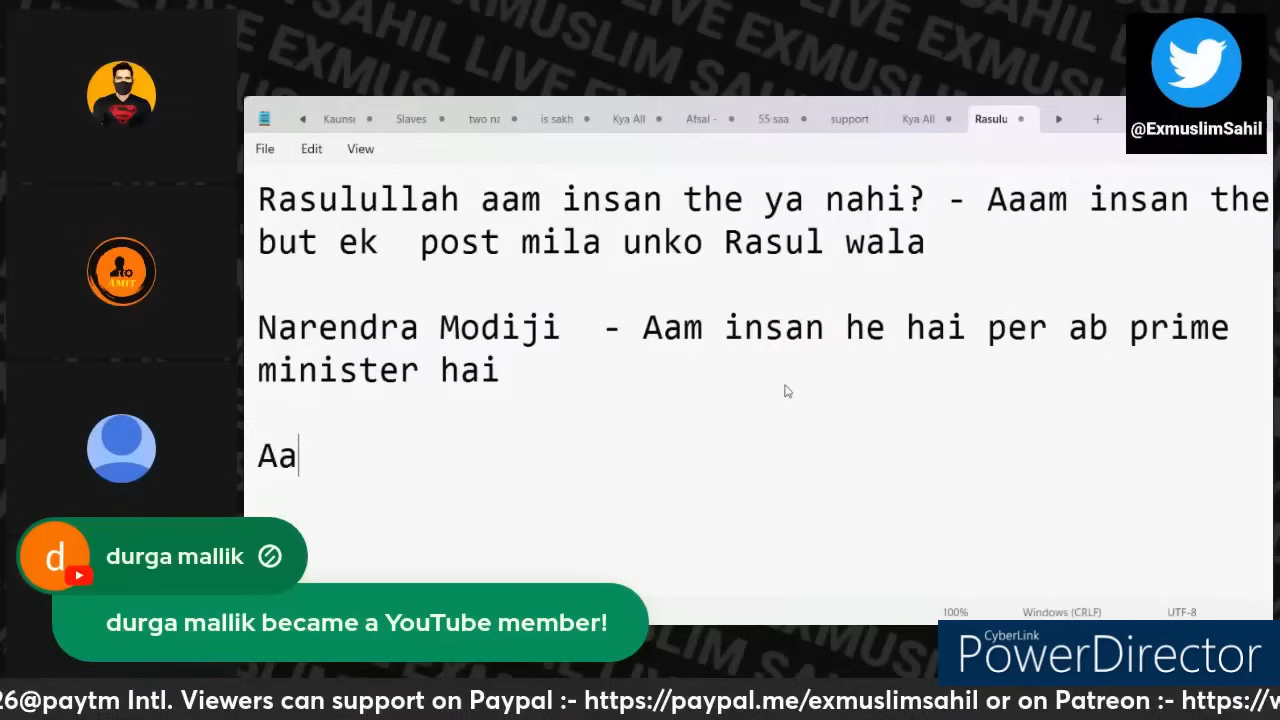 @ExmuslimSahil
Kaunse
Slaves
two na
is sakh
Kya All
Afsal -
55 saa
support
Kya All
Rasulu
File Edit View
Rasulullah aam insan the ya nahi? - Aaam insan the
but ek post mila unko Rasul wala
Narendra Modiji - Aam insan he hai per ab prime
minister hai
Aa
AMIT
d durga mallik
durga mallik became a YouTube member!
100% Windows (CRLF) UTF-8
CyberLink
PowerDirector
26@paytm Intl. Viewers can support on Paypal :- https://paypal.me/exmuslimsahil or on Patreon :- https://